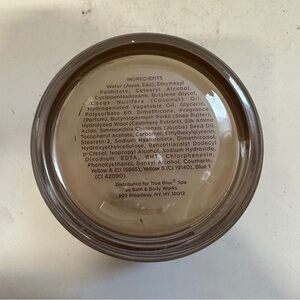 INGREDIENTS
Water (Aqua, Eau), Ethylhexyl
Palmitate, Cetearyl Alcohol,
Cyclopentasiloxane, Butylene Glycol,
Cocos Nucifera (Coconut) Oil,
Hydrogenated Vegetable Oil, Glycerin,
Polysorbate 60, Dimethicone, Fragrance
(Parfum), Butyrospermum Parkii (Shea Butter),
Hydrolyzed Wool (Cashmere Extract), Silk Amino
Acids, Simmondsia Chinensis (Jojoba) Seed Oil,
Tocopheryl Acetate, Carbomer, Ethylhexylglycerin,
Steareth-2, Sodium Hyaluronate, Dimethiconol,
Hydroxyethylcellulose, Benzotriazolyl Dodecyl
p-Cresol, Isopropyl Alcohol, Sodium Hydroxide,
Disodium EDTA, BHT, Chlorphenesin,
Phenoxyethanol, Benzyl Alcohol, Coumarin,
Yellow 6 (CI 15985), Yellow 5 (CI 19140), Blue 1
(CI 42090)
Distributed for True Blue® Spa
by Bath & Body Works
503 Broadway, NY, NY 10012